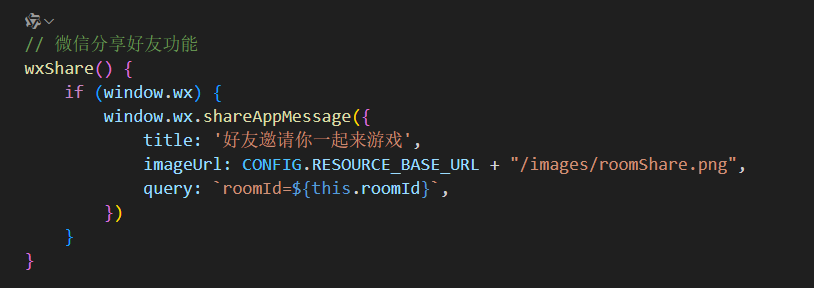 // 微信分享好友功能
wxShare() {
    if (window.wx) {
        window.wx.shareAppMessage({
            title: '好友邀请你一起来游戏',
            imageUrl: CONFIG.RESOURCE_BASE_URL + "/images/roomShare.png",
            query: `roomId=${this.roomId}`,
        })
    }
}